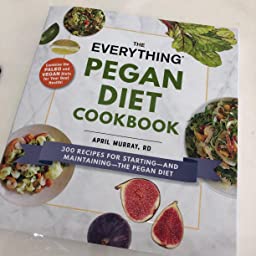 THE
EVERYTHING®
PEGAN
DIET
COOKBOOK
Combine the
PALEO and
VEGAN Diets
for Your Best
Health!
APRIL MURRAY, RD
300 RECIPES FOR STARTING—AND
MAINTAINING—THE PEGAN DIET